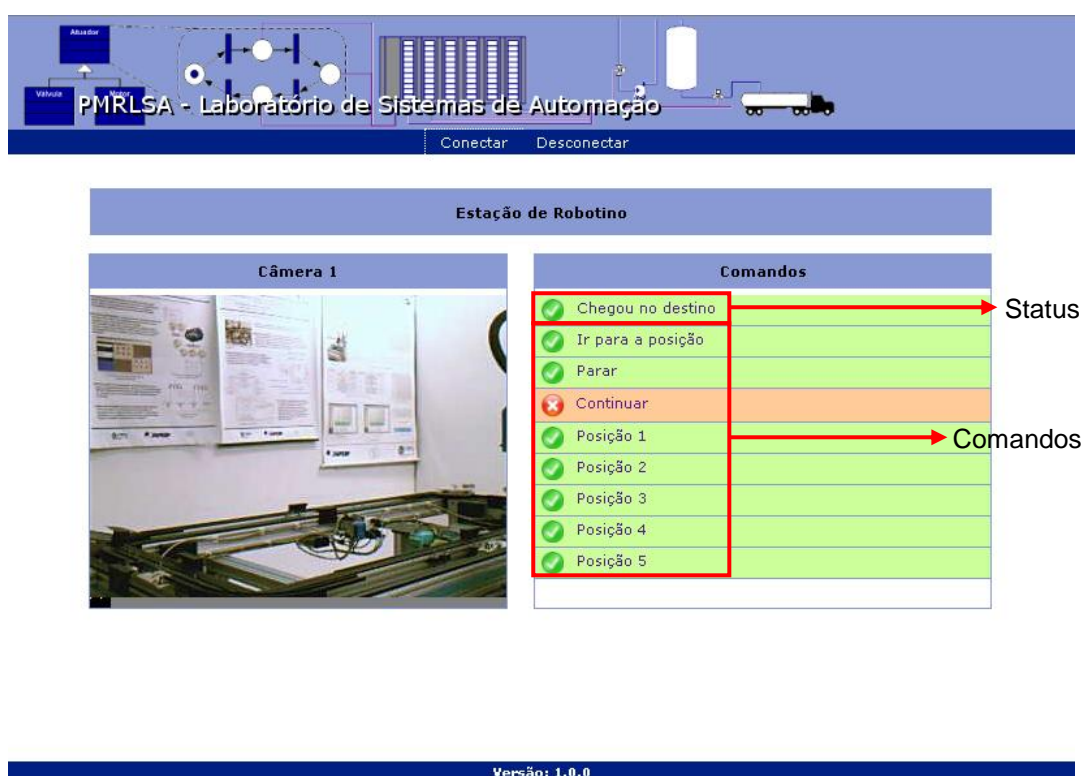 Atuador
Válvula
Motor
PMRLSA - Laboratório de Sistemas de Automação
Conectar Desconectar
Estação de Robotino
Câmera 1
Comandos
Chegou no destino
Status
Ir para a posição
Parar
Continuar
Posição 1
Comandos
Posição 2
Posição 3
Posição 4
Posição 5
Versão: 1.0.0